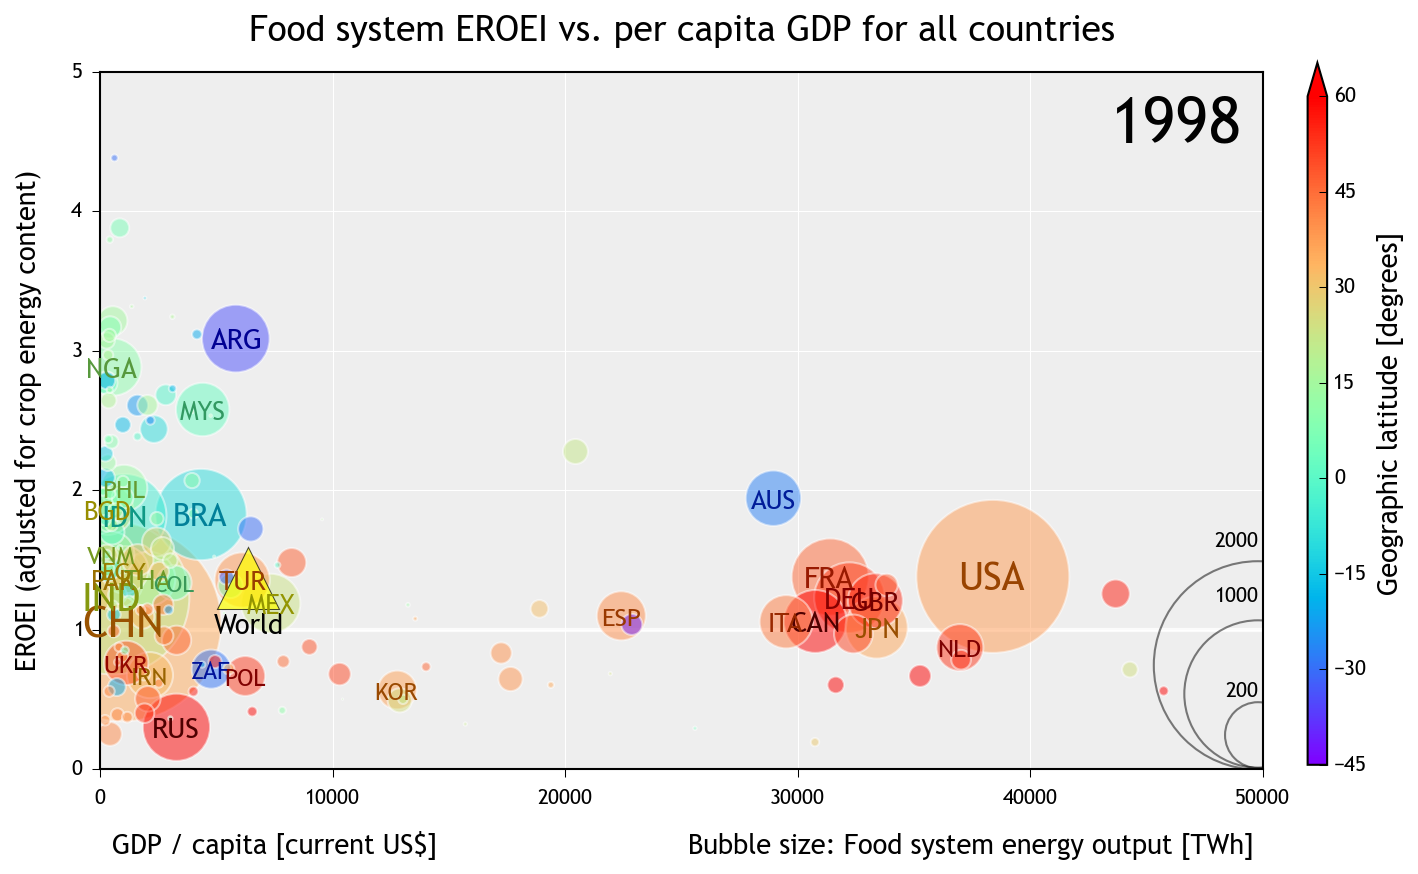 Food system EROEI vs. per capita GDP for all countries
1998
EROEI (adjusted for crop energy content)
5
4
3
2
1
0
ARG
NGA
MYS
PHL
BGD
IDN
BRA
AUS
VNM
EGY
PAK
THA
COL
TUR
IND
MEX
CHN
World
FRA
DEU
GBR
USA
ESP
ITA
CAN
JPN
NLD
UKR
ZAF
IRN
POL
KOR
RUS
2000
1000
200
0
10000
20000
30000
40000
50000
GDP / capita [current US$]
Bubble size: Food system energy output [TWh]
60
45
30
15
0
−15
−30
−45
Geographic latitude [degrees]